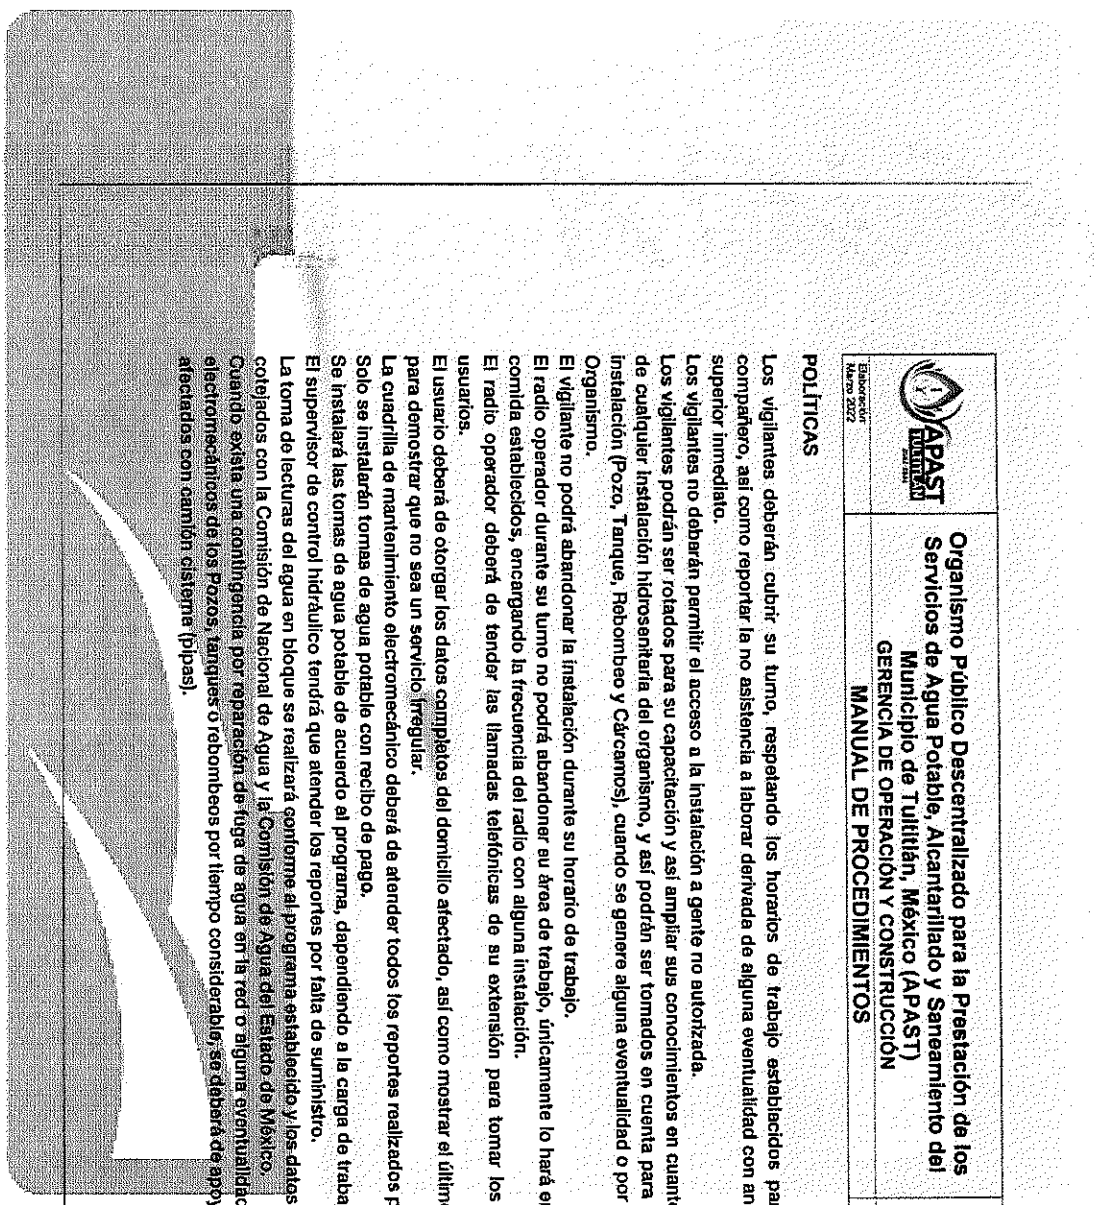 APAST
TULTITLÁN
Elaboración
Marzo 2022
Organismo Público Descentralizado para la Prestación de los
Servicios de Agua Potable, Alcantarillado y Saneamiento del
Municipio de Tultitlán, México (APAST)
GERENCIA DE OPERACIÓN Y CONSTRUCCIÓN
MANUAL DE PROCEDIMIENTOS
POLÍTICAS
Los vigilantes deberán cubrir su turno, respetando los horarios de trabajo establecidos
compañero, así como reportar la no asistencia a laborar derivada de alguna eventualidad con
superior inmediato.
Los vigilantes no deberán permitir el acceso a la instalación a gente no autorizada.
Los vigilantes podrán ser rotados para su capacitación y así ampliar sus conocimientos en
de cualquier instalación hidrosanitaria del organismo, y así podrán ser tomados en cuenta para
instalación (Pozo, Tanque, Rebombeo y Cárcamos), cuando se genere alguna eventualidad o por
Organismo.
El vigilante no podrá abandonar la instalación durante su horario de trabajo.
El radio operador durante su turno no podrá abandonar su área de trabajo, únicamente lo hará
comida establecidos, encargando la frecuencia del radio con alguna instalación.
El radio operador deberá de tender las llamadas telefónicas de su extensión para tomar los
usuarios.
El usuario deberá de otorgar los datos completos del domicilio afectado, así como mostrar el
para demostrar que no sea un servicio irregular.
La cuadrilla de mantenimiento electromecánico deberá de atender todos los reportes realizados
Solo se instalarán tomas de agua potable con recibo de pago.
Se instalará las tomas de agua potable de acuerdo al programa, dependiendo a la carga de
El supervisor de control hidráulico tendrá que atender los reportes por falta de suministro.
La toma de lecturas del agua en bloque se realizará conforme al programa establecido y los datos
cotejados con la Comisión de Nacional de Agua y la Comisión de Agua del Estado de México.
Cuando exista una contingencia por reparación de fuga de agua en la red o alguna
electromecánicos de los Pozos, tanques o rebombeos por tiempo considerable, se deberá de
afectados con camión cisterna (pipas).